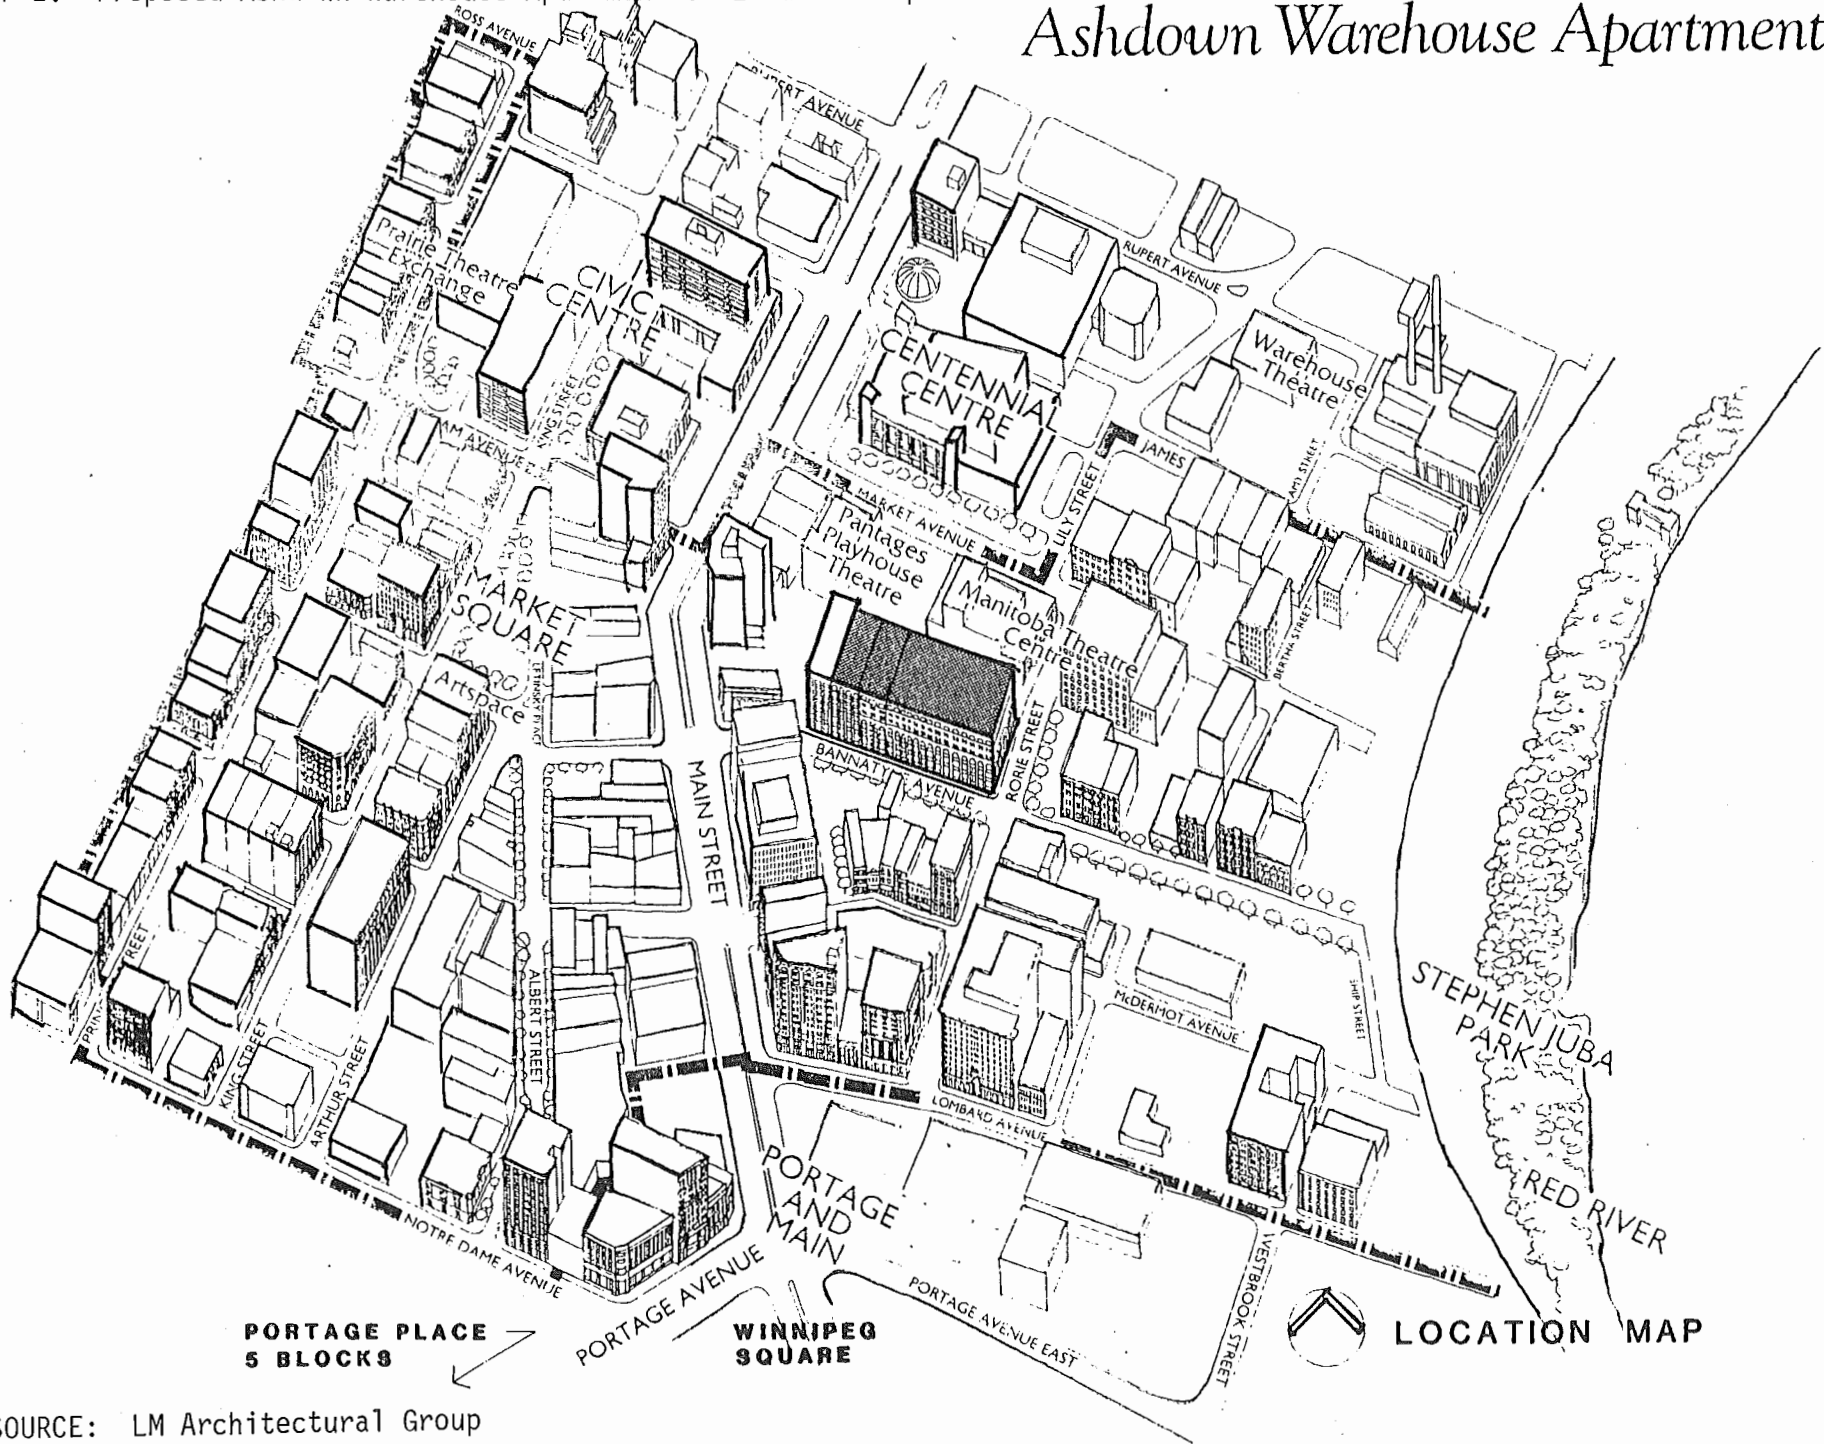 Ashdown Warehouse Apartment
ROSS AVENUE
AVENUE
RUPERT AVENUE
Prairie Theatre
Exchange
CIVIC
CENTRE
CENTENNIAL
CENTRE
Warehouse
Theatre
KING STREET
AM AVENUE
JAMES
LILY STREET
MARKET AVENUE
Pantages
Playhouse
Theatre
MARKET
SQUARE
Manitoba Theatre
Centre
BERTHA STREET
Artspace
MAIN STREET
AVENUE
RORIE STREET
ALBERT STREET
McDERMOT AVENUE
SHIP STREET
STEPHEN JUBA
PARK
KING STREET
ARTHUR STREET
LOMBARD AVENUE
PORTAGE
AND
MAIN
RED RIVER
NOTRE DAME AVENUE
PORTAGE AVENUE
PORTAGE AVENUE EAST
WESTBROOK STREET
PORTAGE PLACE
5 BLOCKS
WINNIPEG
SQUARE
LOCATION MAP
SOURCE: LM Architectural Group